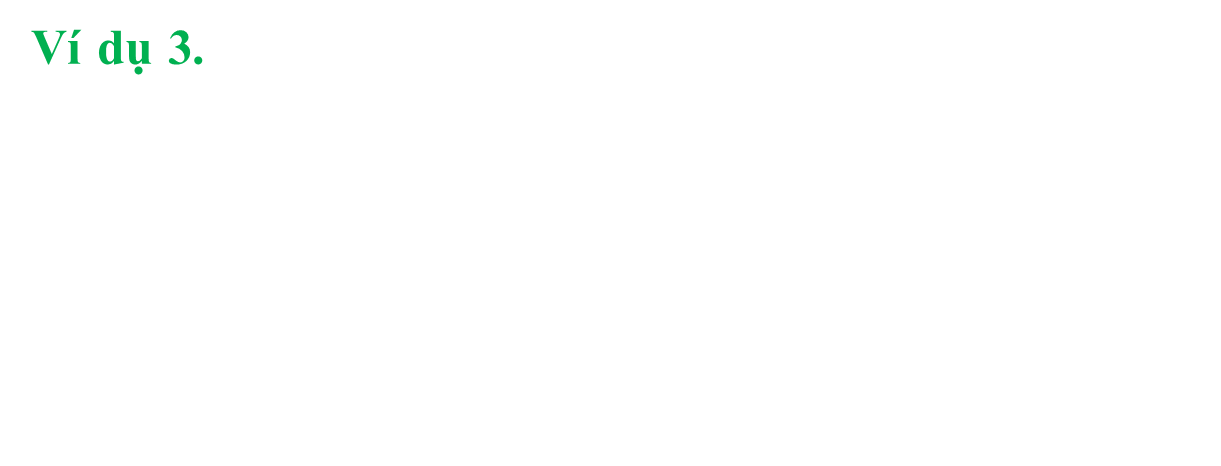 Ví dụ 3.